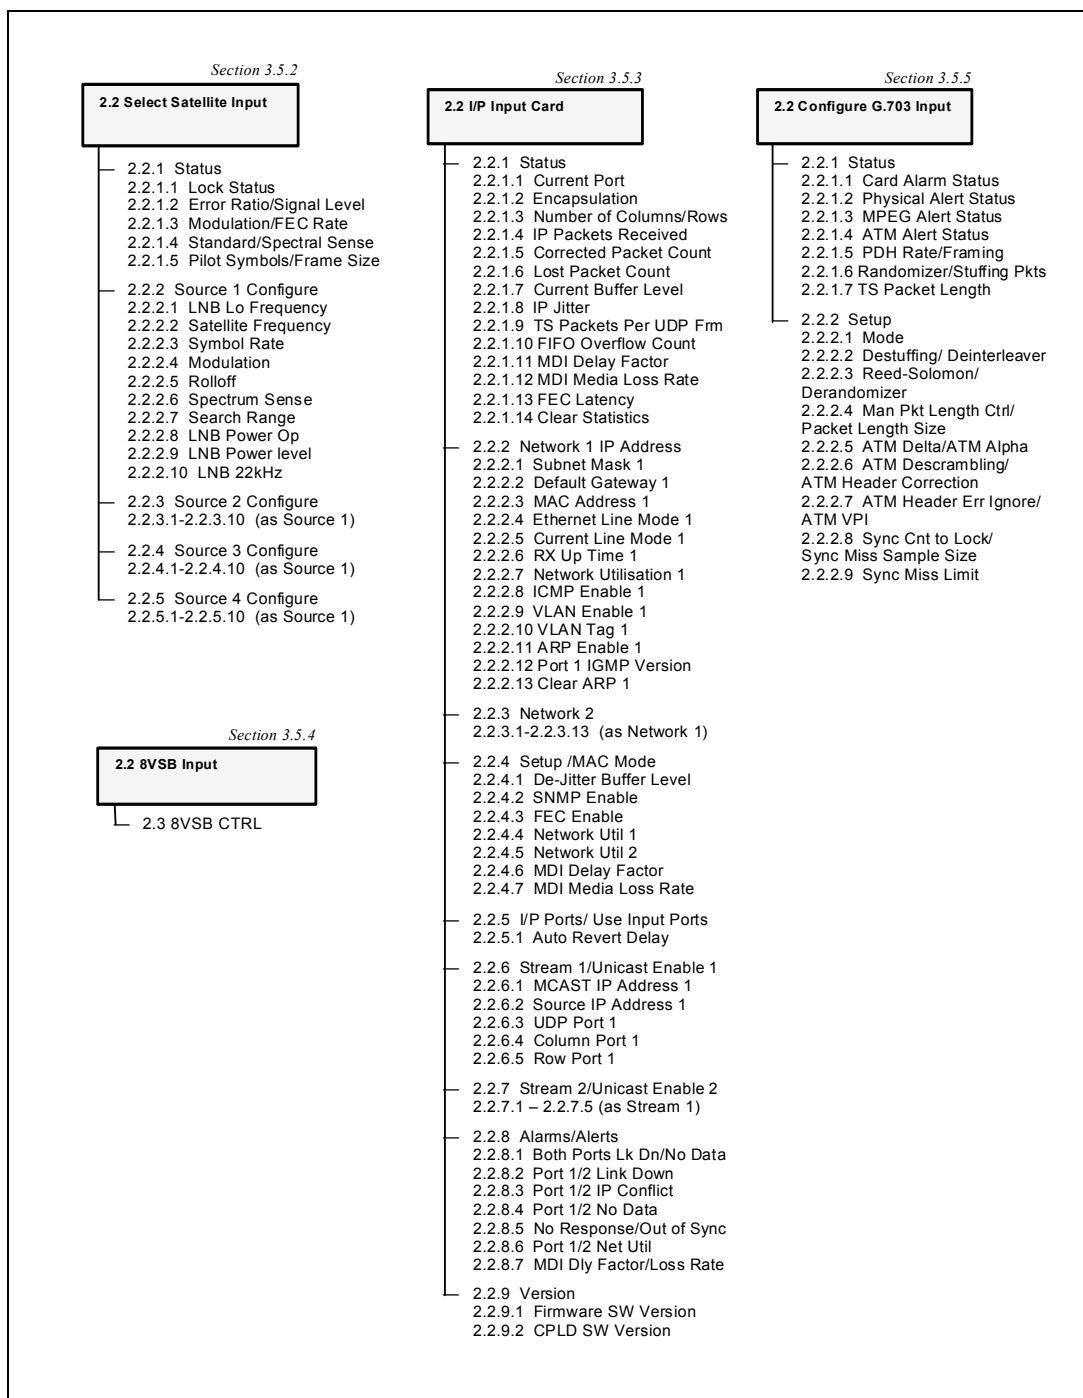 Section 3.5.2
2.2 Select Satellite Input
2.2.1 Status
2.2.1.1 Lock Status
2.2.1.2 Error Ratio/Signal Level
2.2.1.3 Modulation/FEC Rate
2.2.1.4 Standard/Spectral Sense
2.2.1.5 Pilot Symbols/Frame Size
2.2.2 Source 1 Configure
2.2.2.1 LNB Lo Frequency
2.2.2.2 Satellite Frequency
2.2.2.3 Symbol Rate
2.2.2.4 Modulation
2.2.2.5 Rolloff
2.2.2.6 Spectrum Sense
2.2.2.7 Search Range
2.2.2.8 LNB Power Op
2.2.2.9 LNB Power level
2.2.2.10 LNB 22kHz
2.2.3 Source 2 Configure
2.2.3.1-2.2.3.10 (as Source 1)
2.2.4 Source 3 Configure
2.2.4.1-2.2.4.10 (as Source 1)
2.2.5 Source 4 Configure
2.2.5.1-2.2.5.10 (as Source 1)
Section 3.5.4
2.2 8VSB Input
2.3 8VSB CTRL
Section 3.5.3
2.2 I/P Input Card
2.2.1 Status
2.2.1.1 Current Port
2.2.1.2 Encapsulation
2.2.1.3 Number of Columns/Rows
2.2.1.4 IP Packets Received
2.2.1.5 Corrected Packet Count
2.2.1.6 Lost Packet Count
2.2.1.7 Current Buffer Level
2.2.1.8 IP Jitter
2.2.1.9 TS Packets Per UDP Frm
2.2.1.10 FIFO Overflow Count
2.2.1.11 MDI Delay Factor
2.2.1.12 MDI Media Loss Rate
2.2.1.13 FEC Latency
2.2.1.14 Clear Statistics
2.2.2 Network 1 IP Address
2.2.2.1 Subnet Mask 1
2.2.2.2 Default Gateway 1
2.2.2.3 MAC Address 1
2.2.2.4 Ethernet Line Mode 1
2.2.2.5 Current Line Mode 1
2.2.2.6 RX Up Time 1
2.2.2.7 Network Utilisation 1
2.2.2.8 ICMP Enable 1
2.2.2.9 VLAN Enable 1
2.2.2.10 VLAN Tag 1
2.2.2.11 ARP Enable 1
2.2.2.12 Port 1 IGMP Version
2.2.2.13 Clear ARP 1
2.2.3 Network 2
2.2.3.1-2.2.3.13 (as Network 1)
2.2.4 Setup /MAC Mode
2.2.4.1 De-Jitter Buffer Level
2.2.4.2 SNMP Enable
2.2.4.3 FEC Enable
2.2.4.4 Network Util 1
2.2.4.5 Network Util 2
2.2.4.6 MDI Delay Factor
2.2.4.7 MDI Media Loss Rate
2.2.5 I/P Ports/ Use Input Ports
2.2.5.1 Auto Revert Delay
2.2.6 Stream 1/Unicast Enable 1
2.2.6.1 MCAST IP Address 1
2.2.6.2 Source IP Address 1
2.2.6.3 UDP Port 1
2.2.6.4 Column Port 1
2.2.6.5 Row Port 1
2.2.7 Stream 2/Unicast Enable 2
2.2.7.1 – 2.2.7.5 (as Stream 1)
2.2.8 Alarms/Alerts
2.2.8.1 Both Ports Lk Dn/No Data
2.2.8.2 Port 1/2 Link Down
2.2.8.3 Port 1/2 IP Conflict
2.2.8.4 Port 1/2 No Data
2.2.8.5 No Response/Out of Sync
2.2.8.6 Port 1/2 Net Util
2.2.8.7 MDI Dly Factor/Loss Rate
2.2.9 Version
2.2.9.1 Firmware SW Version
2.2.9.2 CPLD SW Version
Section 3.5.5
2.2 Configure G.703 Input
2.2.1 Status
2.2.1.1 Card Alarm Status
2.2.1.2 Physical Alert Status
2.2.1.3 MPEG Alert Status
2.2.1.4 ATM Alert Status
2.2.1.5 PDH Rate/Framing
2.2.1.6 Randomizer/Stuffing Pkts
2.2.1.7 TS Packet Length
2.2.2 Setup
2.2.2.1 Mode
2.2.2.2 Destuffing/ Deinterleaver
2.2.2.3 Reed-Solomon/
Derandomizer
2.2.2.4 Man Pkt Length Ctrl/
Packet Length Size
2.2.2.5 ATM Delta/ATM Alpha
2.2.2.6 ATM Descrambling/
ATM Header Correction
2.2.2.7 ATM Header Err Ignore/
ATM VPI
2.2.2.8 Sync Cnt to Lock/
Sync Miss Sample Size
2.2.2.9 Sync Miss Limit